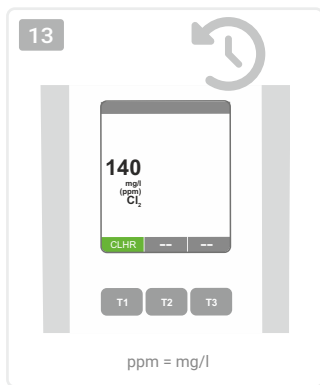 13
140
mg/l
(ppm)
Cl₂
CLHR -- --
T1 T2 T3
ppm = mg/l